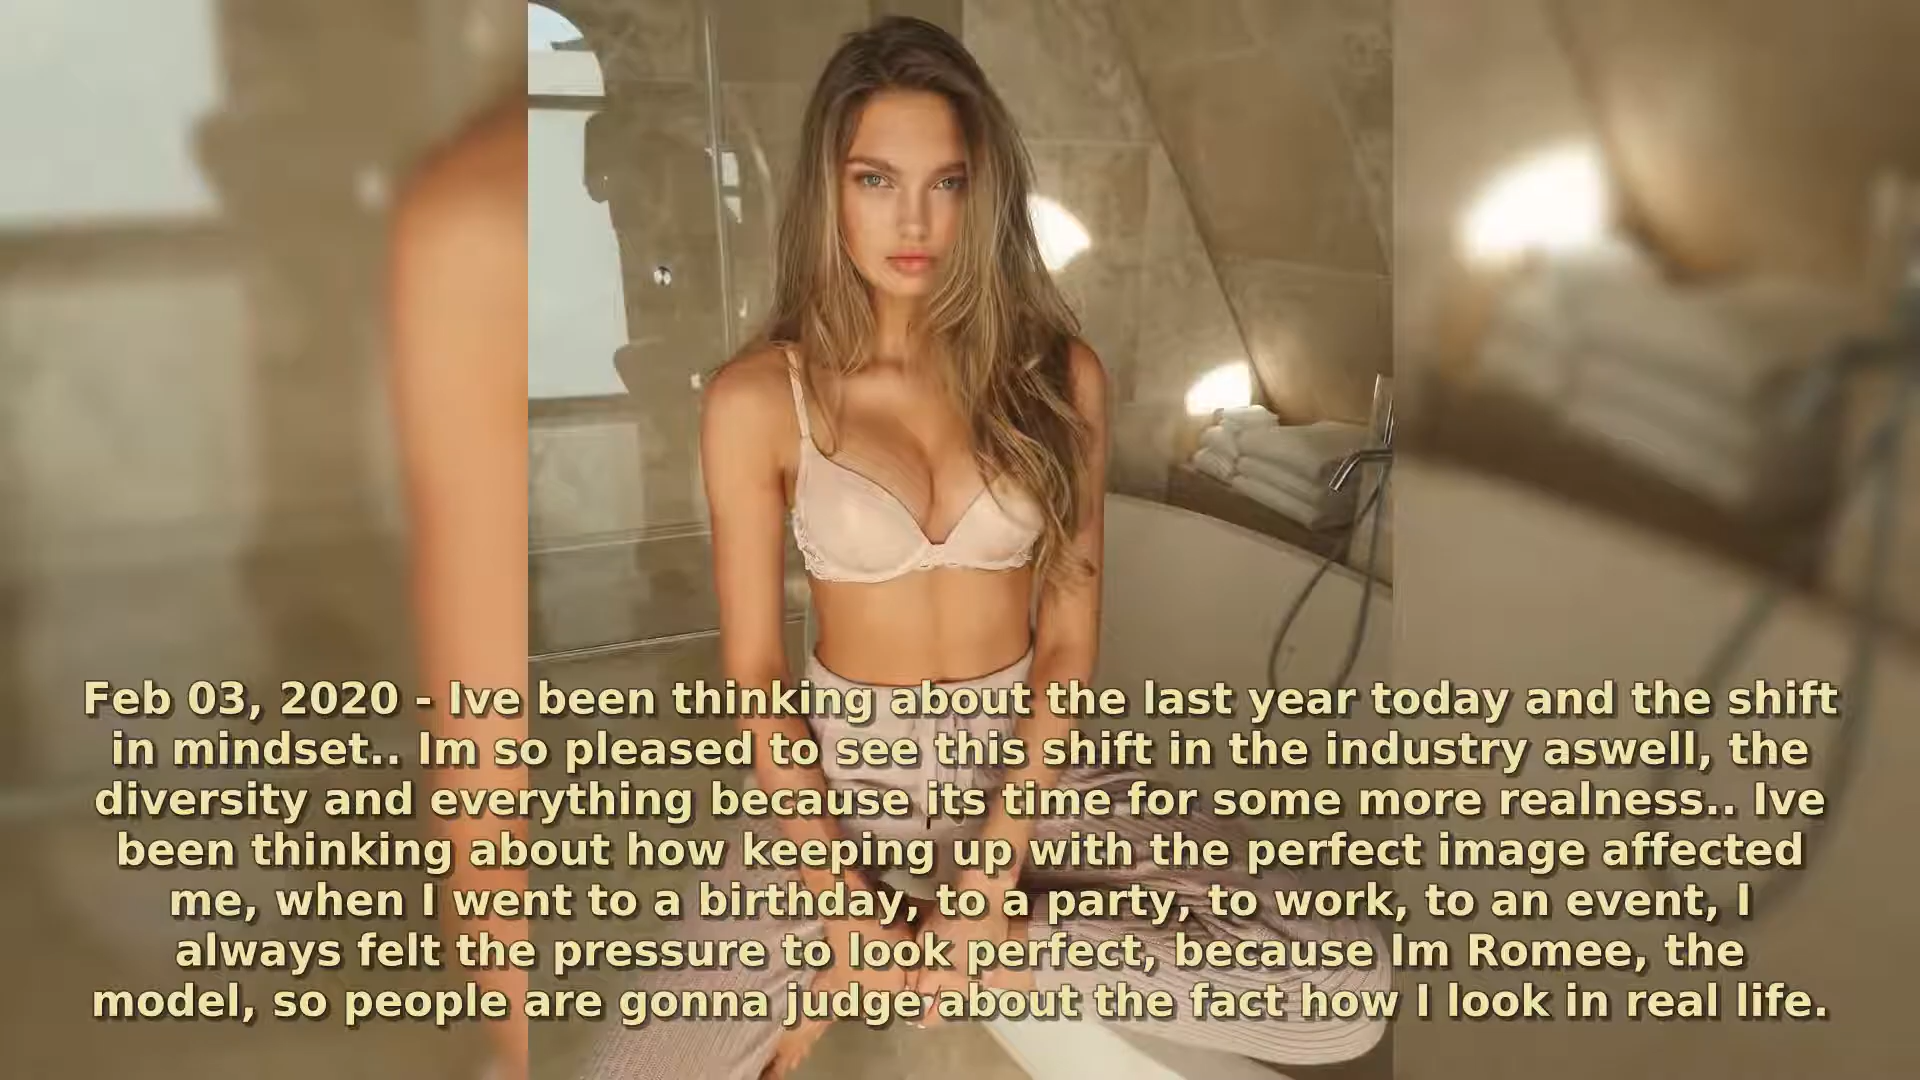 Feb 03, 2020 - Ive been thinking about the last year today and the shift
in mindset.. Im so pleased to see this shift in the industry aswell, the
diversity and everything because its time for some more realness.. Ive
been thinking about how keeping up with the perfect image affected
me, when I went to a birthday, to a party, to work, to an event, I
always felt the pressure to look perfect, because Im Romee, the
model, so people are gonna judge about the fact how I look in real life.